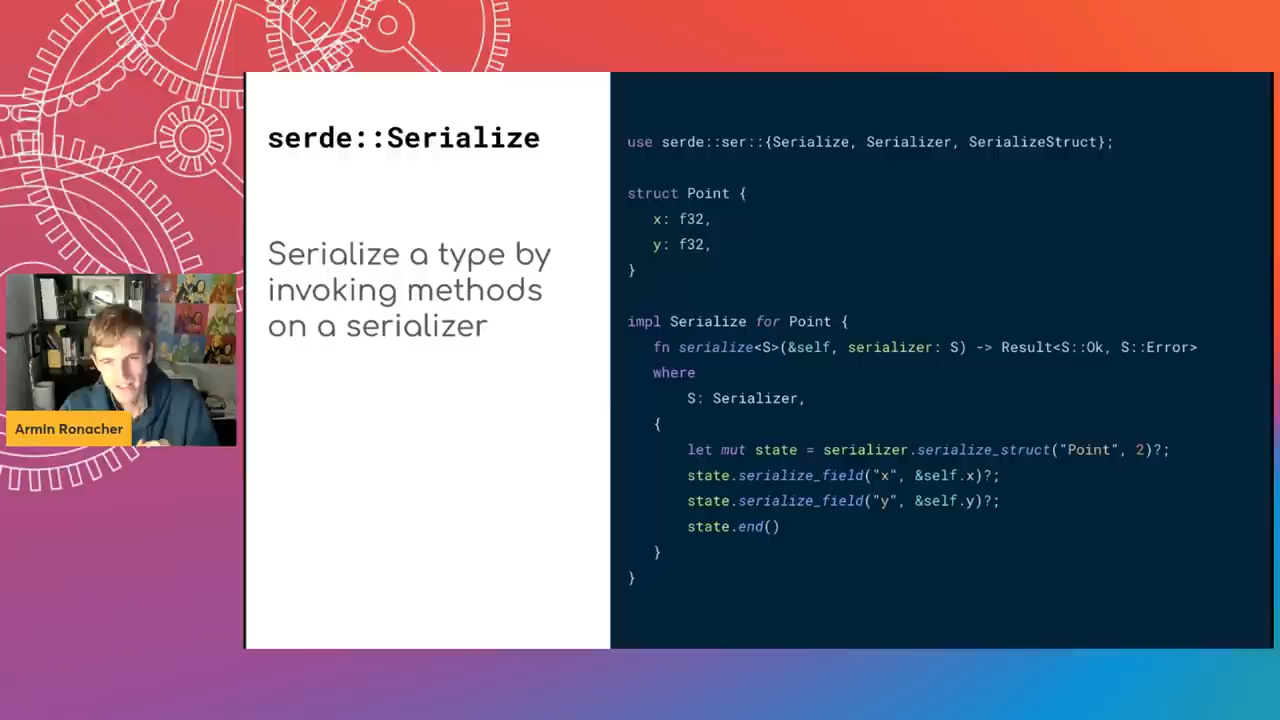 serde::Serialize
Serialize a type by
invoking methods
on a serializer
Armin Ronacher
use serde::ser::{Serialize, Serializer, SerializeStruct};
struct Point {
x: f32,
y: f32,
}
impl Serialize for Point {
fn serialize<S>(&self, serializer: S) -> Result<S::Ok, S::Error>
where
S: Serializer,
{
let mut state = serializer.serialize_struct("Point", 2)?;
state.serialize_field("x", &self.x)?;
state.serialize_field("y", &self.y)?;
state.end()
}
}